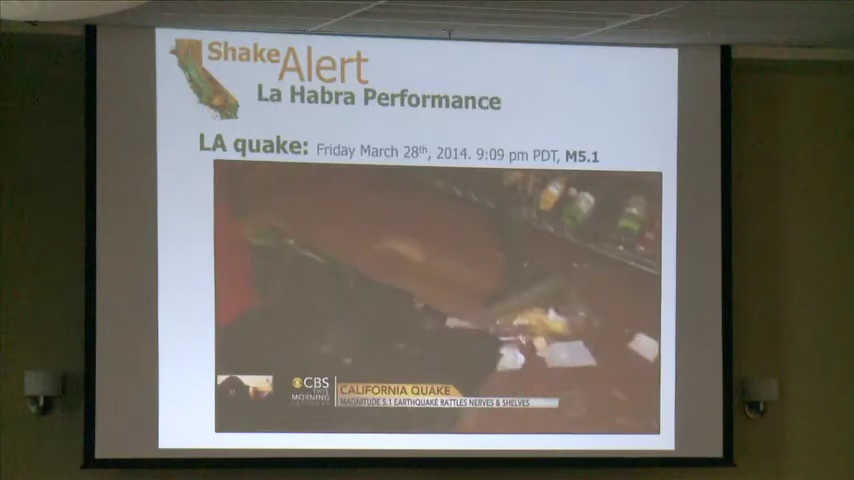 ShakeAlert
La Habra Performance
LA quake: Friday March 28th, 2014. 9:09 pm PDT, M5.1
CBS
THIS
MORNING
CALIFORNIA QUAKE
MAGNITUDE 5.1 EARTHQUAKE RATTLES NERVES & SHELVES